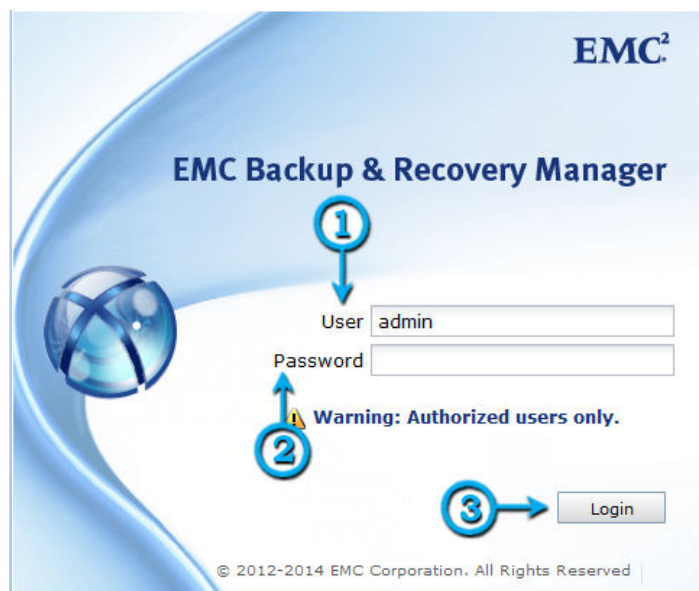 EMC²
EMC Backup & Recovery Manager
1
User admin
Password
Warning: Authorized users only.
2
3 Login
© 2012-2014 EMC Corporation. All Rights Reserved